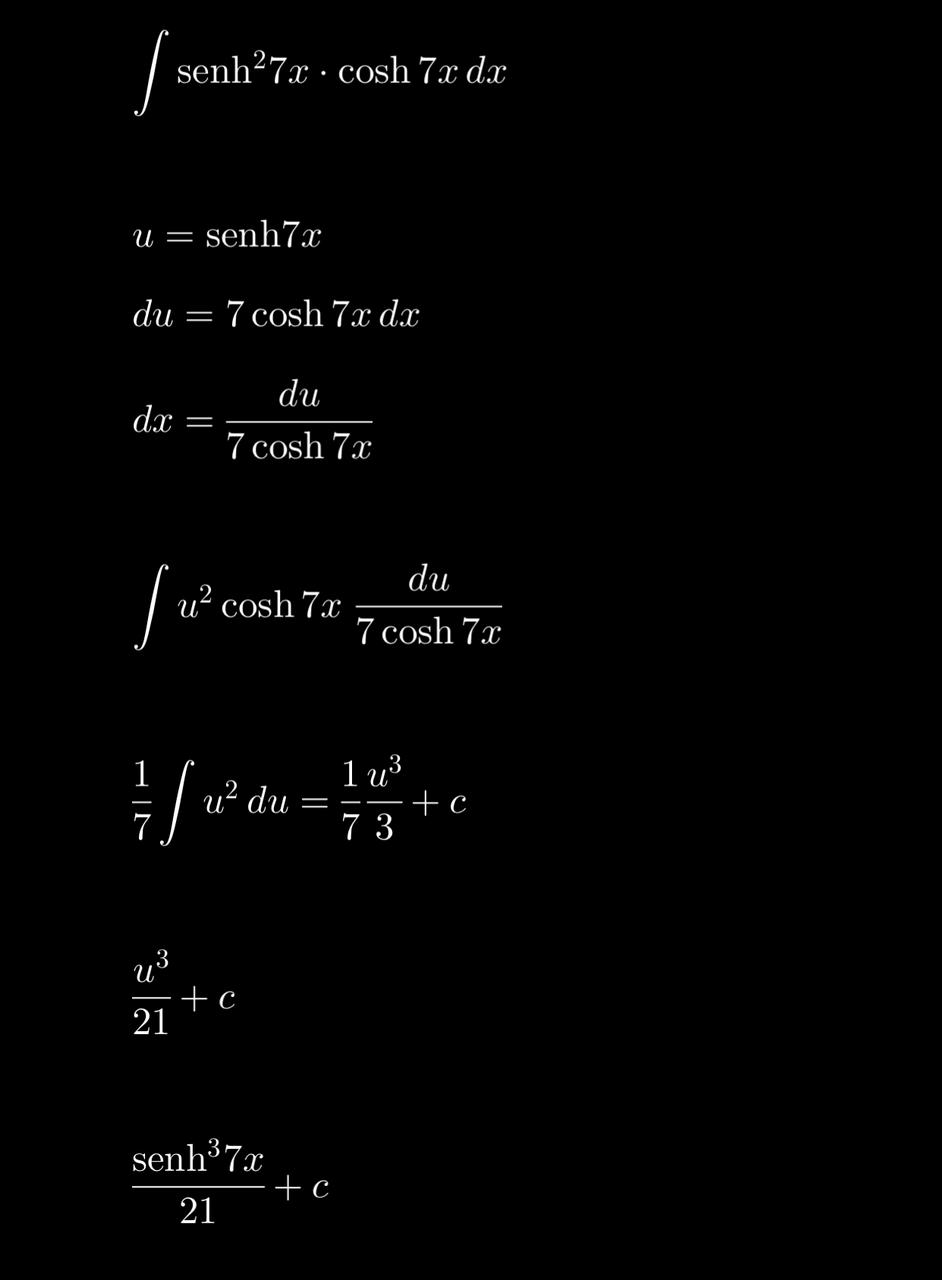 ∫ senh²7x · cosh 7x dx
u = senh7x
du = 7 cosh 7x dx
dx = du / 7 cosh 7x
∫ u² cosh 7x du / 7 cosh 7x
1/7 ∫ u² du = 1/7 u³/3 + c
u³/21 + c
senh³7x / 21 + c